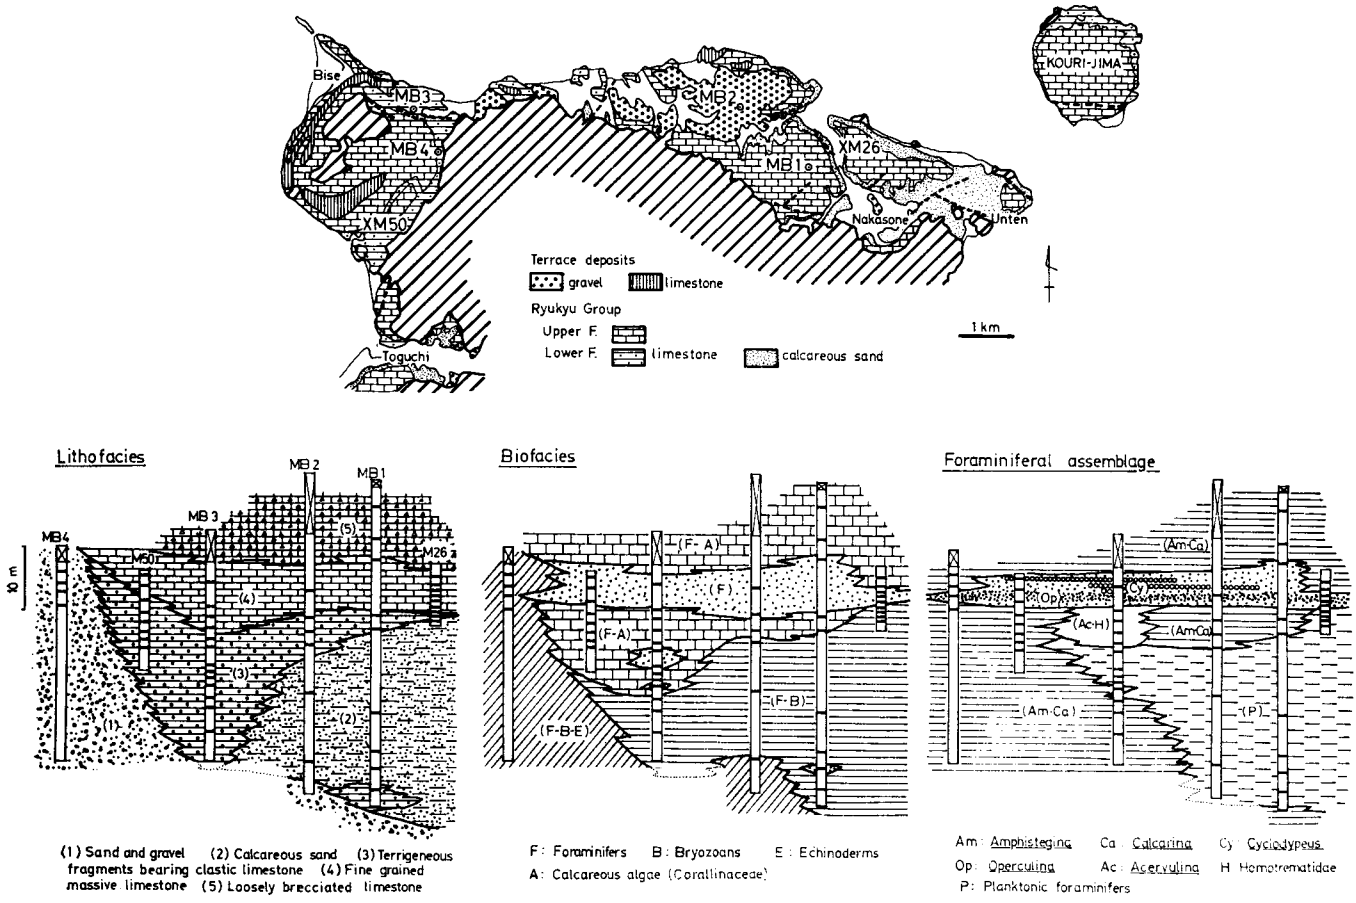 KOURI-JIMA
Bise
MB3
MB2
MB4
MB1
XM26
XM50
Nakasone
Unten
Toguchi
Terrace deposits
gravel limestone
Ryukyu Group
Upper F.
Lower F. limestone calcareous sand
1 km
Lithofacies
MB2
MB1
MB3
MB4
M50
M26
10 m
(5)
(4)
(3)
(2)
(1)
(1) Sand and gravel (2) Calcareous sand (3) Terrigeneous
fragments bearing clastic limestone (4) Fine grained
massive limestone (5) Loosely brecciated limestone
Biofacies
(F-A)
(F)
(F-A)
(F-B)
(F-B-E)
F: Foraminifers B: Bryozoans E: Echinoderms
A: Calcareous algae (Corallinaceae)
Foraminiferal assemblage
(Am-Ca)
(Cy)
(Op)
(Ac-H)
(Am-Ca)
(Am-Ca)
(P)
Am: Amphistegina Ca: Calcarina Cy: Cyclodypeus
Op: Operculina Ac: Acervulina H Homotrematidae
P: Planktonic foraminifers